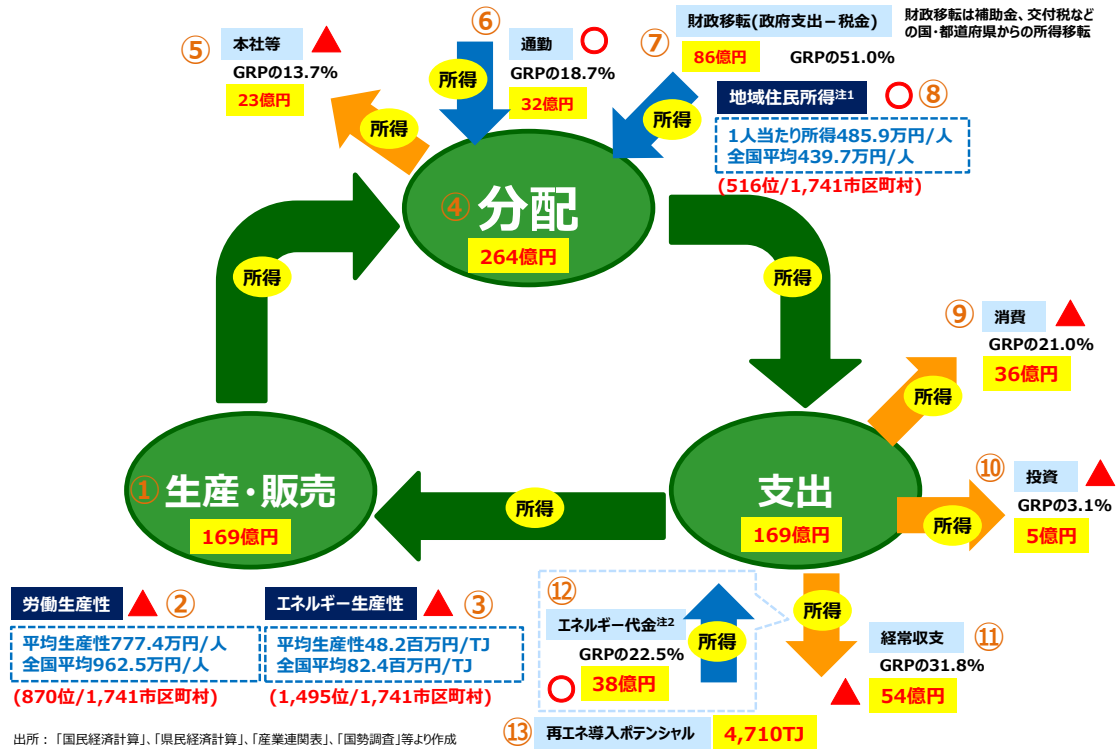 ⑤
本社等
GRPの13.7%
23億円
⑥
通勤
GRPの18.7%
32億円
⑦
財政移転(政府支出－税金)
86億円
GRPの51.0%
財政移転は補助金、交付税など
の国・都道府県からの所得移転
地域住民所得注1
⑧
1人当たり所得485.9万円/人
全国平均439.7万円/人
(516位/1,741市区町村)
所得
所得
所得
④分配
264億円
所得
所得
⑨
消費
GRPの21.0%
36億円
所得
①生産・販売
169億円
所得
支出
169億円
⑩
投資
GRPの3.1%
5億円
所得
労働生産性
②
平均生産性777.4万円/人
全国平均962.5万円/人
(870位/1,741市区町村)
エネルギー生産性
③
平均生産性48.2百万円/TJ
全国平均82.4百万円/TJ
(1,495位/1,741市区町村)
⑫
エネルギー代金注2
GRPの22.5%
38億円
所得
所得
経常収支
⑪
GRPの31.8%
54億円
⑬
再エネ導入ポテンシャル
4,710TJ
出所：「国民経済計算」、「県民経済計算」、「産業連関表」、「国勢調査」等より作成